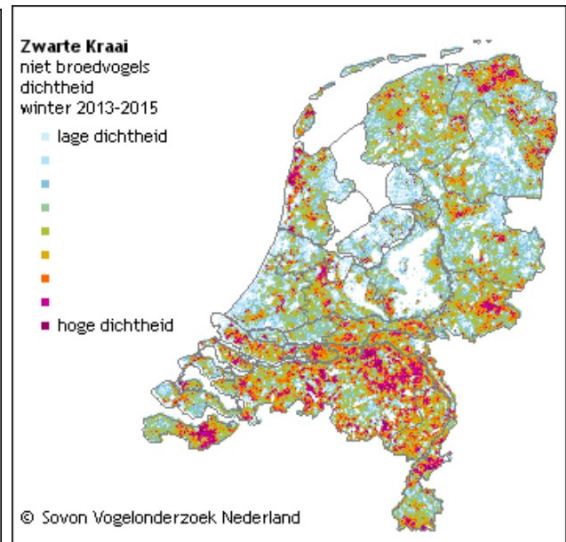 Zwarte Kraai
niet broedvogels
dichtheid
winter 2013-2015
lage dichtheid
hoge dichtheid
© Sovon Vogelonderzoek Nederland